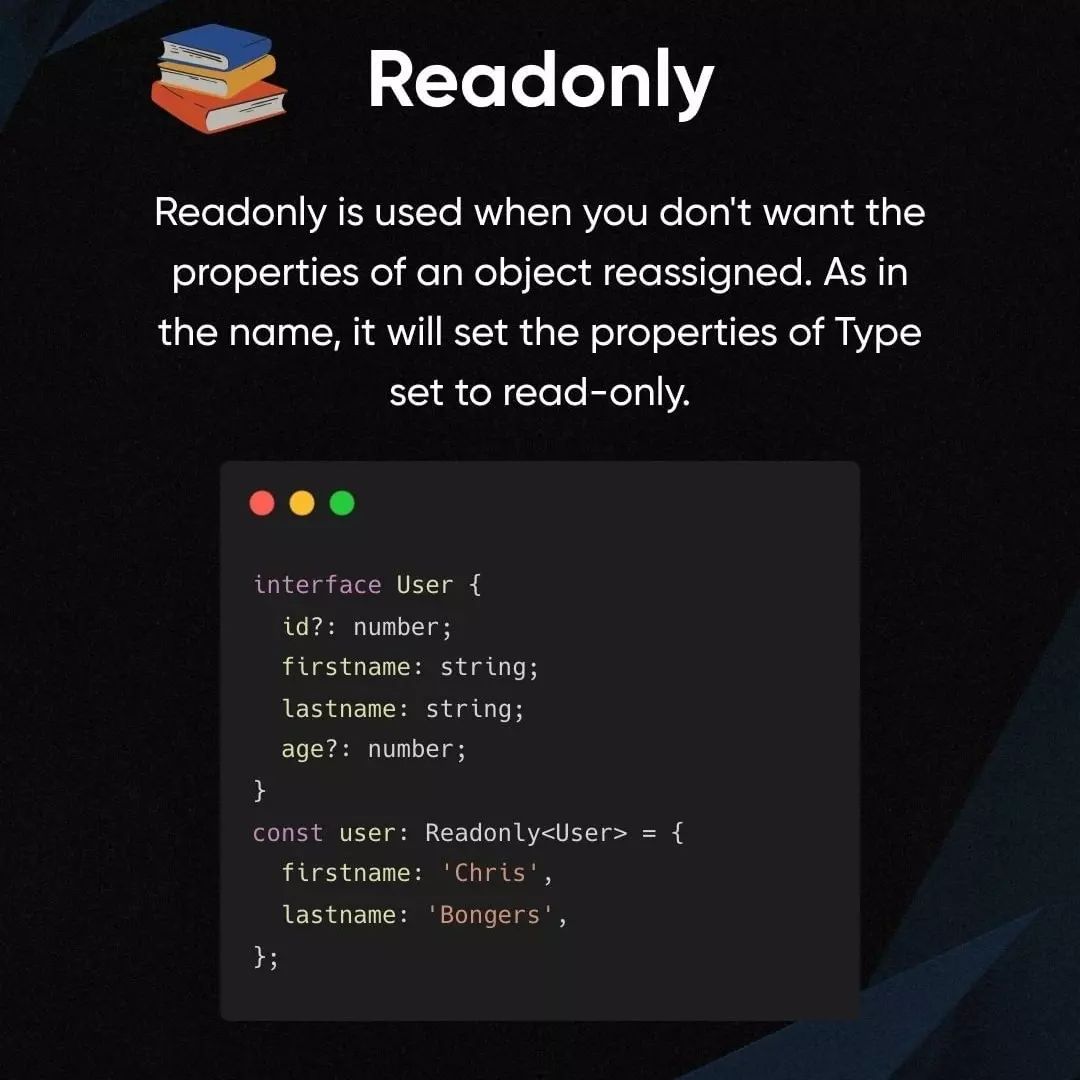 Readonly
Readonly is used when you don't want the
properties of an object reassigned. As in
the name, it will set the properties of Type
set to read-only.
interface User {
  id?: number;
  firstname: string;
  lastname: string;
  age?: number;
}
const user: Readonly<User> = {
  firstname: 'Chris',
  lastname: 'Bongers',
};